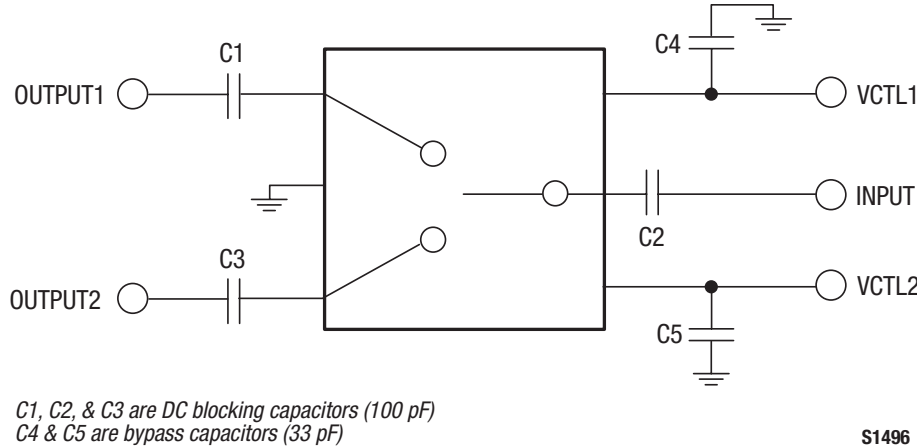 C1
C4
OUTPUT1
VCTL1
INPUT
C2
C3
OUTPUT2
VCTL2
C5
C1, C2, & C3 are DC blocking capacitors (100 pF)
C4 & C5 are bypass capacitors (33 pF)
S1496